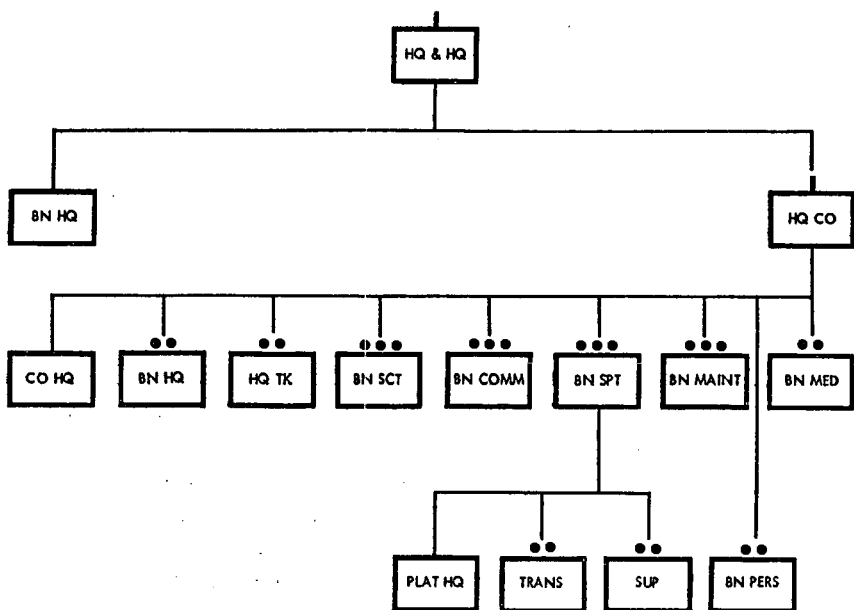 HQ & HQ
BN HQ
HQ CO
CO HQ
BN HQ
HQ TK
BN SCT
BN COMM
BN SPT
BN MAINT
BN MED
PLAT HQ
TRANS
SUP
BN PERS